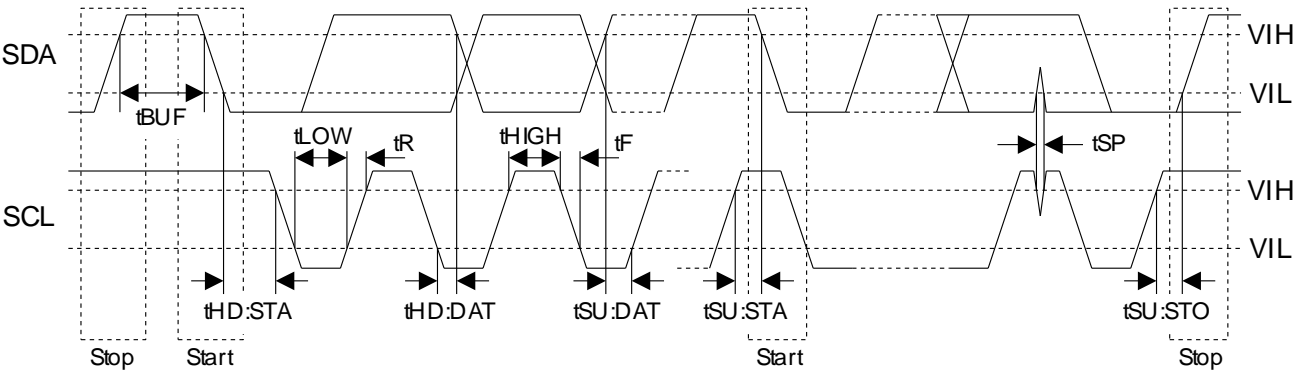 SDA
VIH
VIL
tBUF
tLOW
tR
tHIGH
tF
tSP
SCL
VIH
VIL
tHD:STA
tHD:DAT
tSU:DAT
tSU:STA
tSU:STO
Stop
Start
Start
Stop